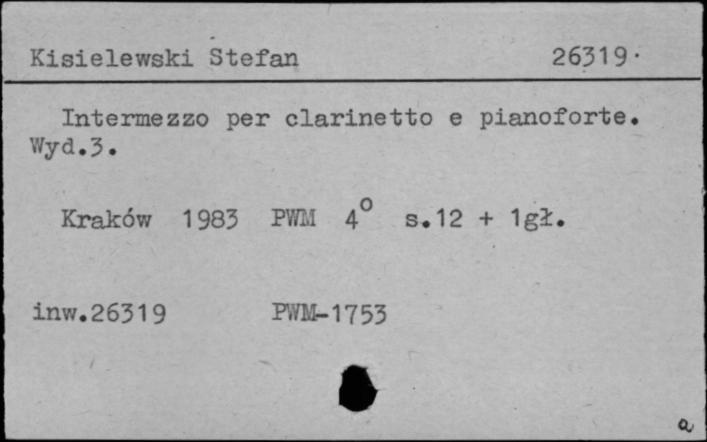 Kisielewski Stefan 26319.
Intermezzo per clarinetto e pianoforte.
Wyd.3.
Kraków 1983 PWM 4° s.12 + 1gł.
inw.26319 PWM-1753
a